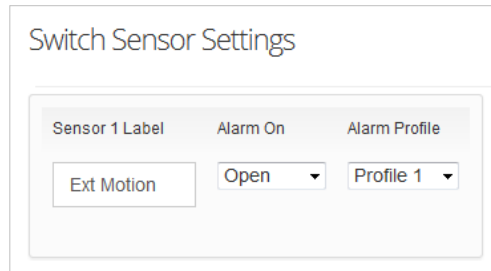 Switch Sensor Settings
Sensor 1 Label Alarm On Alarm Profile
Ext Motion Open Profile 1